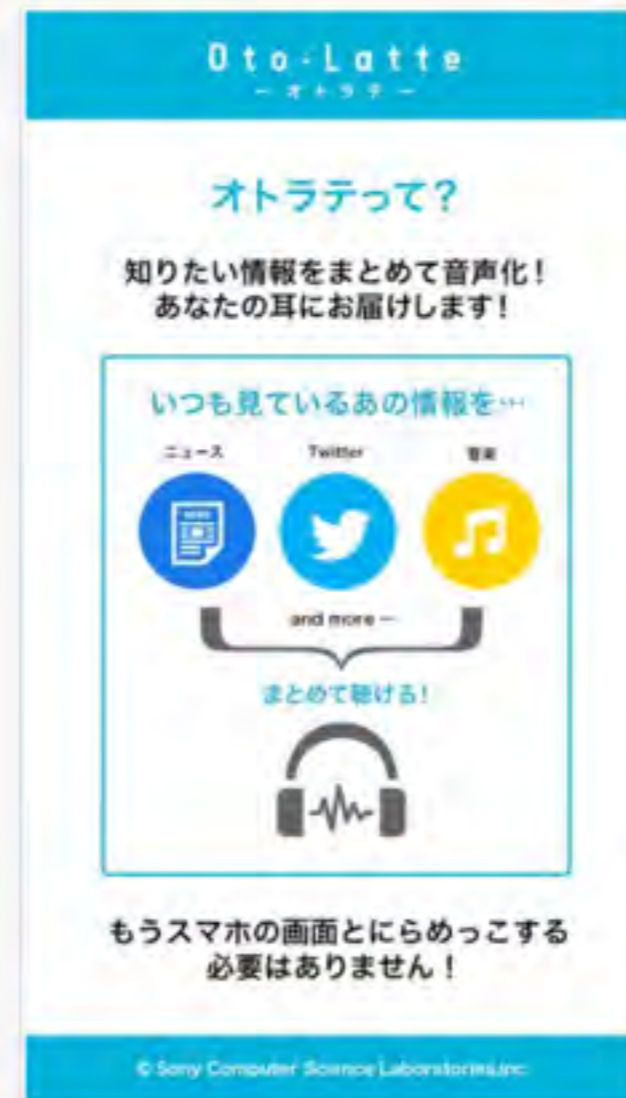 Oto-Latte
ーオトラテー
オトラテって？
知りたい情報をまとめて音声化！
あなたの耳にお届けします！
いつも見ているあの情報を…
ニュース
Twitter
音楽
NEWS
and more …
まとめて聴ける！
もうスマホの画面とにらめっこする
必要はありません！
© Sony Computer Science Laboratories,Inc.